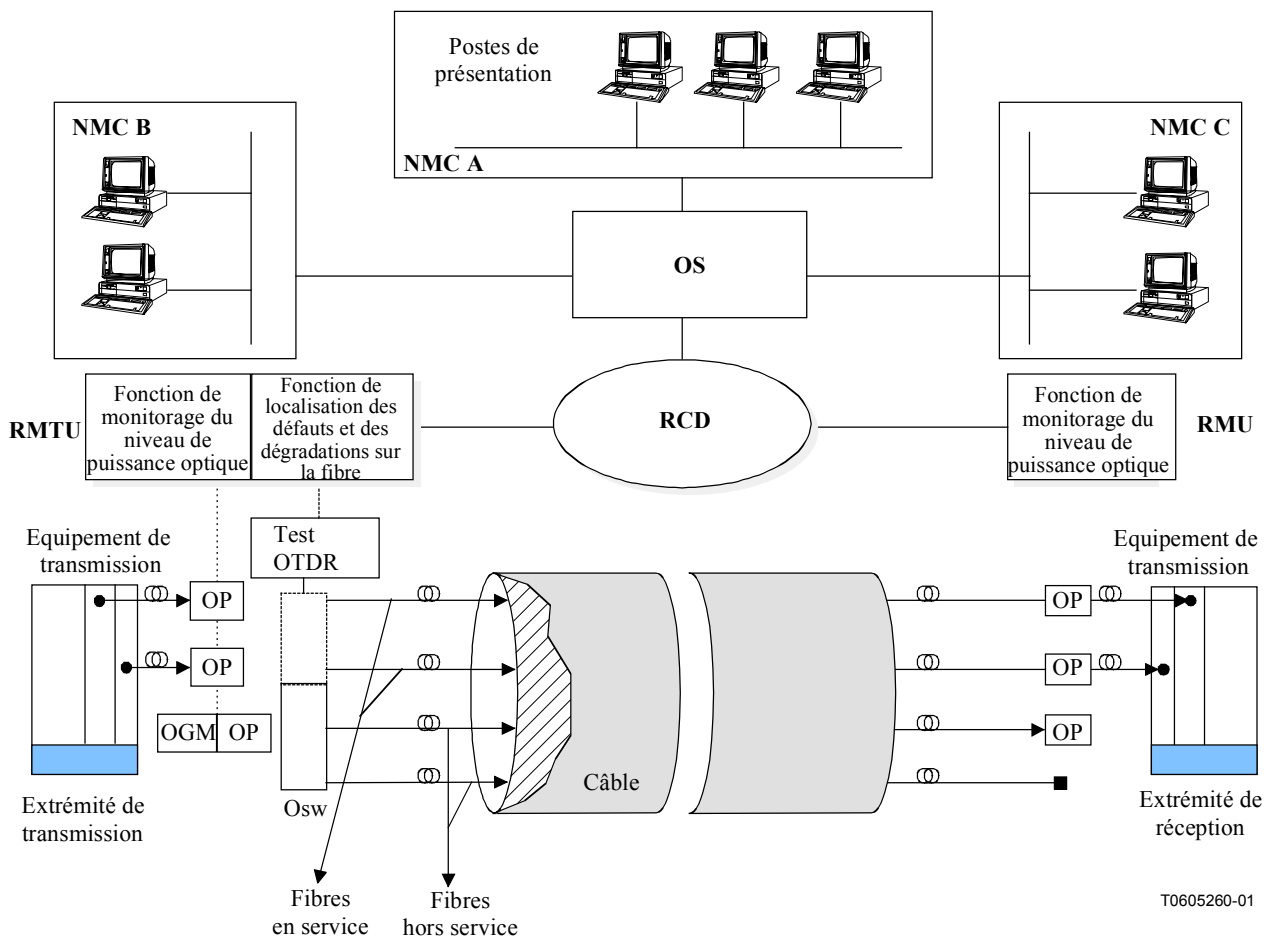 Postes de
présentation
NMC B
NMC C
NMC A
OS
RMTU
Fonction de
monitorage du
niveau de
puissance optique
Fonction de
localisation des
défauts et des
dégradations sur
la fibre
RCD
Fonction de
monitorage du
niveau de
puissance optique
RMU
Test
OTDR
Equipement de
transmission
Equipement de
transmission
OP
OP
OP
OP
OGM
OP
OP
Câble
Osw
Extrémité de
transmission
Extrémité de
réception
Fibres
en service
Fibres
hors service
T0605260-01